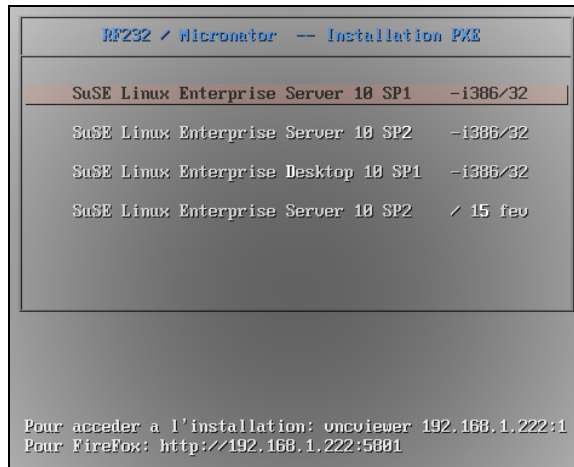 RF232 / Micronator -- Installation PXE
SuSE Linux Enterprise Server 10 SP1 -i386/32
SuSE Linux Enterprise Server 10 SP2 -i386/32
SuSE Linux Enterprise Desktop 10 SP1 -i386/32
SuSE Linux Enterprise Server 10 SP2 / 15 fev
Pour acceder a l'installation: vncviewer 192.168.1.222:1
Pour FireFox: http://192.168.1.222:5801